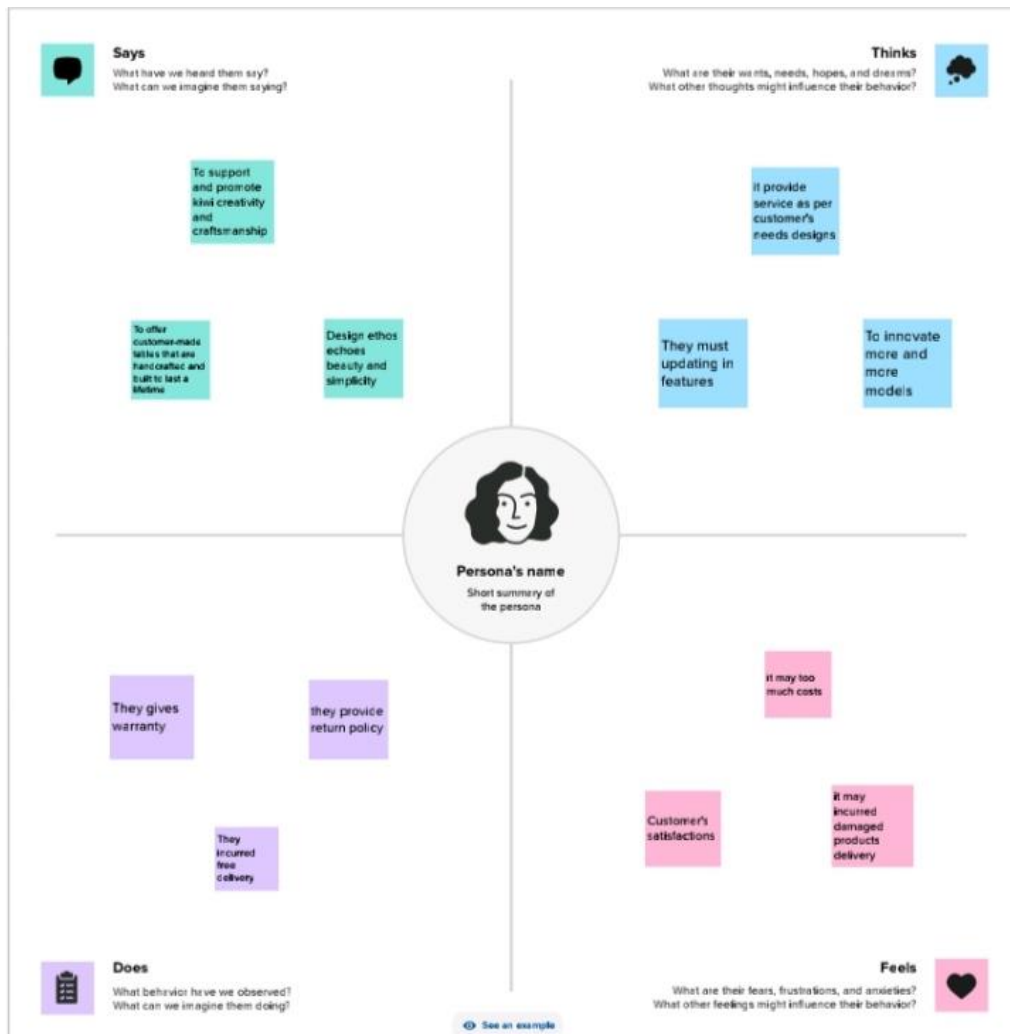 Says
What have we heard them say?
What can we imagine them saying?
Thinks
What are their wants, needs, hopes, and dreams?
What other thoughts might influence their behavior?
To support
and promote
kiwi creativity
and
craftsmanship
To offer
customer-made
tables that are
handcrafted and
built to last a
lifetime
Design ethos
echoes
beauty and
simplicity
it provide
service as per
customer's
needs designs
They must
updating in
features
To innovate
more and
more
models
Persona's name
Short summary of
the persona
They gives
warranty
they provide
return policy
They
incurred
free
delivery
it may too
much costs
Customer's
satisfactions
it may
incurred
damaged
products
delivery
Does
What behavior have we observed?
What can we imagine them doing?
Feels
What are their fears, frustrations, and anxieties?
What other feelings might influence their behavior?
See an example